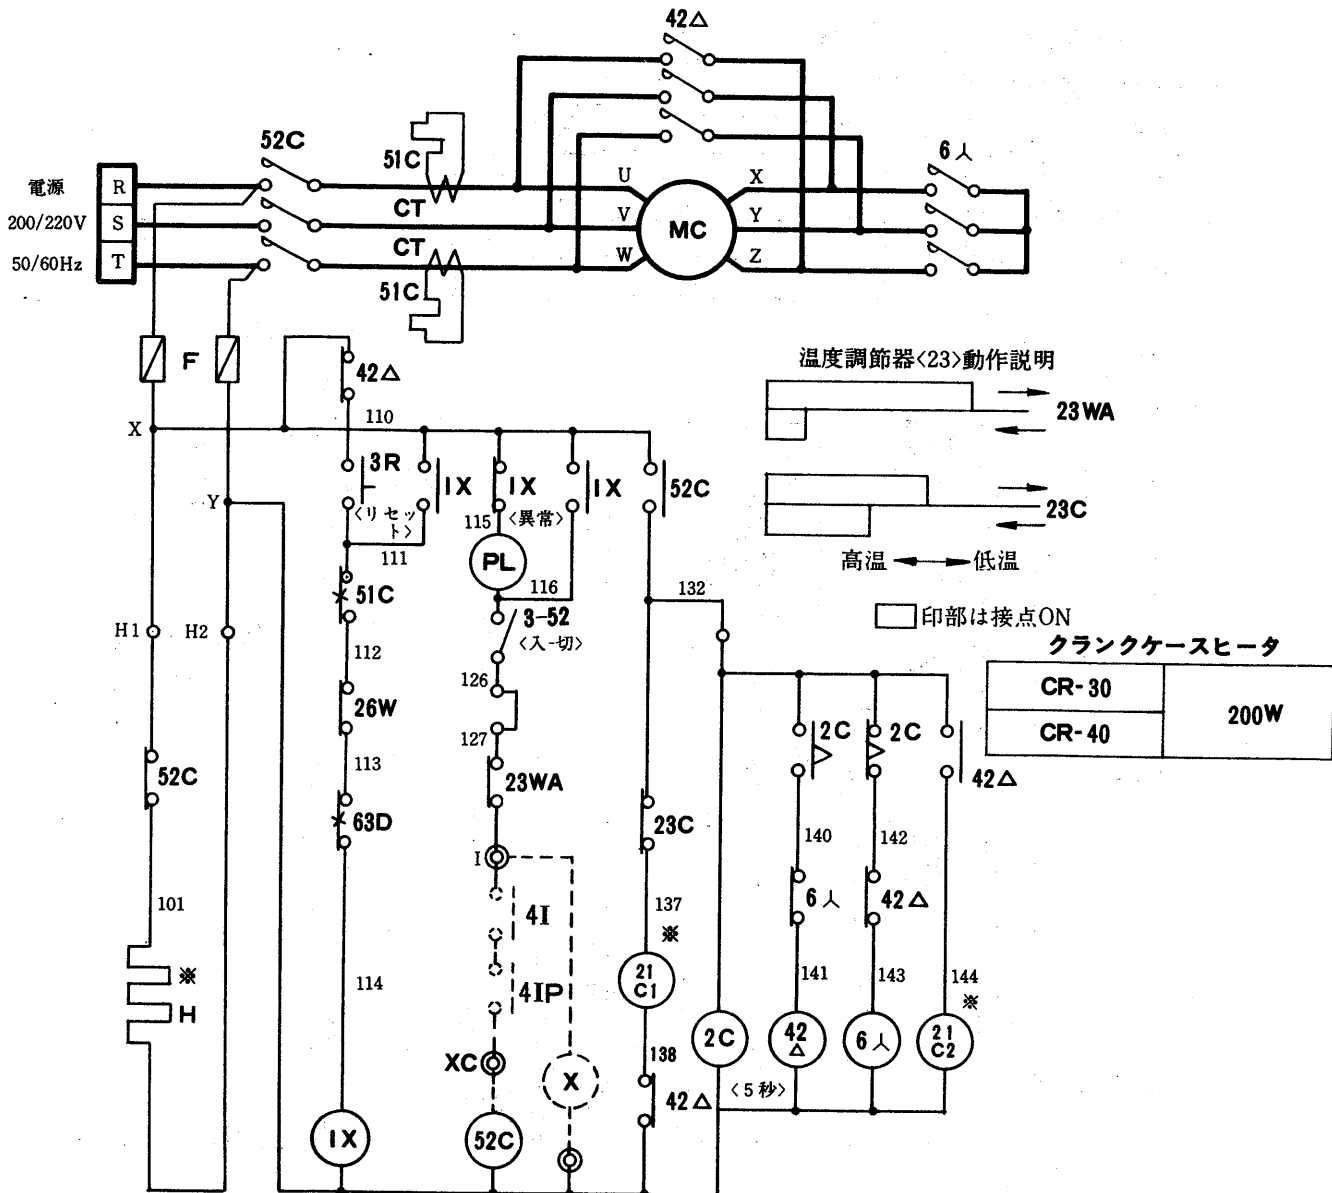 42△
52C
51C
6人
電源
R
U
X
CT
200/220V
S
V
MC
Y
CT
50/60Hz
T
W
Z
51C
F
42△
温度調節器<23>動作説明
23WA
X
110
3R
1X
1X
1X
52C
<リセット>
115
<異常>
23C
Y
111
PL
116
高温
低温
51C
132
3-52
<入-切>
印部は接点ON
H1
H2
クランクケースヒータ
112
CR-30
200W
CR-40
126
26W
127
2C
2C
42△
113
52C
23WA
63D
23C
140
142
I
101
4I
137
6人
42△
※
※
114
4IP
21
C1
141
143
144
※
H
2C
42
△
6人
21
C2
138
XC
X
<5秒>
42△
1X
52C